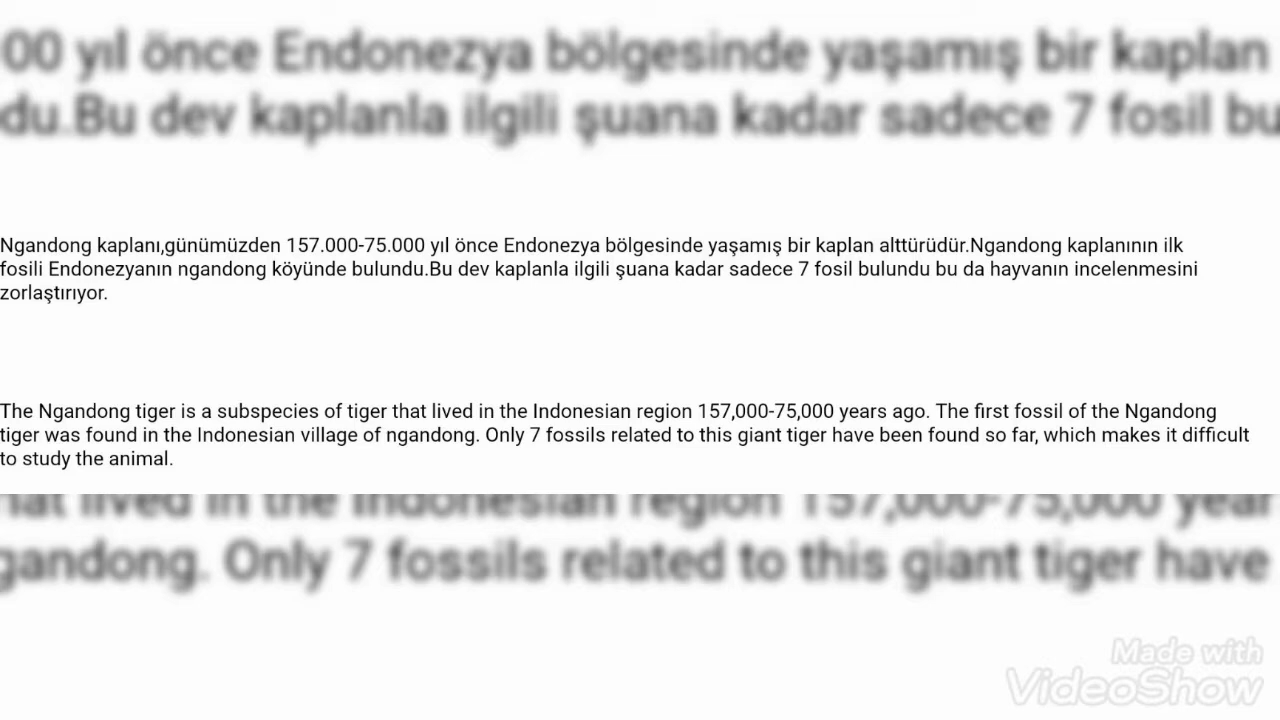 00 yıl önce Endonezya bölgesinde yaşamış bir kaplan
du.Bu dev kaplanla ilgili şuana kadar sadece 7 fosil bu
Ngandong kaplanı,günümüzden 157.000-75.000 yıl önce Endonezya bölgesinde yaşamış bir kaplan alttürüdür.Ngandong kaplanının ilk
fosili Endonezyanın ngandong köyünde bulundu.Bu dev kaplanla ilgili şuana kadar sadece 7 fosil bulundu bu da hayvanın incelenmesini
zorlaştırıyor.
The Ngandong tiger is a subspecies of tiger that lived in the Indonesian region 157,000-75,000 years ago. The first fossil of the Ngandong
tiger was found in the Indonesian village of ngandong. Only 7 fossils related to this giant tiger have been found so far, which makes it difficult
to study the animal.
hat lived in the Indonesian region 157,000-75,000 year
gandong. Only 7 fossils related to this giant tiger have
Made with
VideoShow